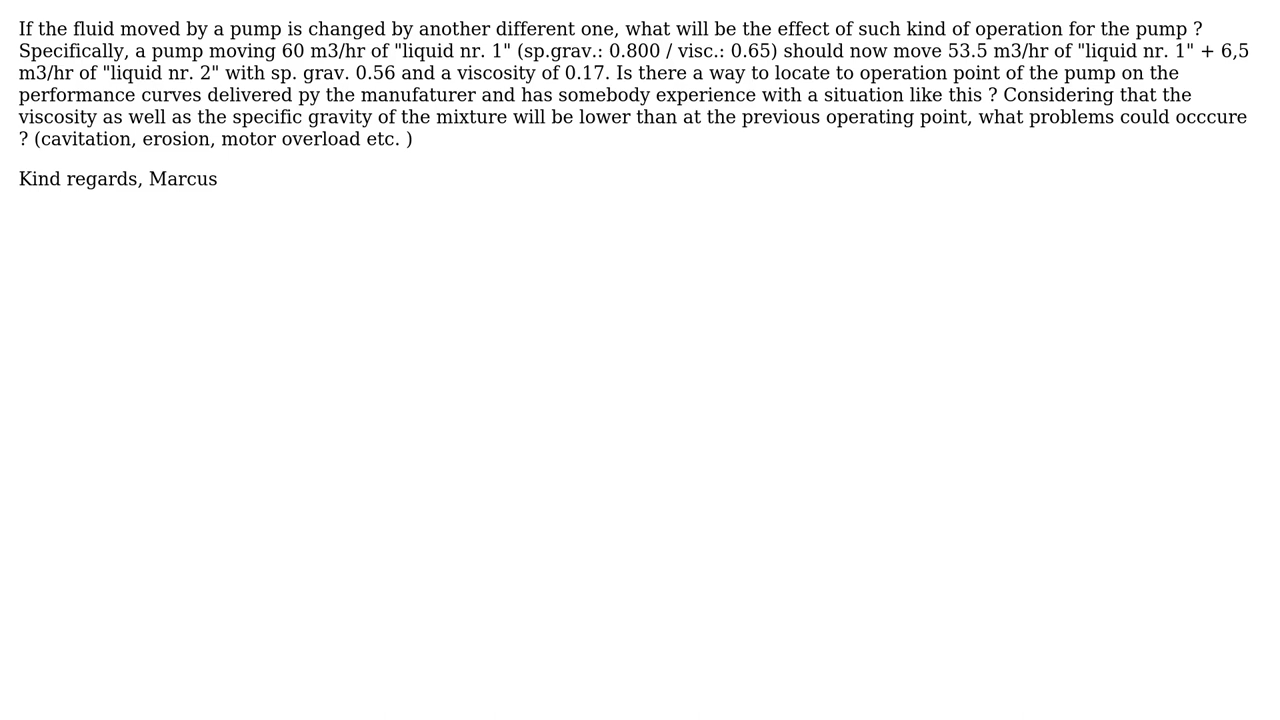 If the fluid moved by a pump is changed by another different one, what will be the effect of such kind of operation for the pump ?
Specifically, a pump moving 60 m3/hr of "liquid nr. 1" (sp.grav.: 0.800 / visc.: 0.65) should now move 53.5 m3/hr of "liquid nr. 1" + 6,5
m3/hr of "liquid nr. 2" with sp. grav. 0.56 and a viscosity of 0.17. Is there a way to locate to operation point of the pump on the
performance curves delivered py the manufaturer and has somebody experience with a situation like this ? Considering that the
viscosity as well as the specific gravity of the mixture will be lower than at the previous operating point, what problems could occcure
? (cavitation, erosion, motor overload etc. )
Kind regards, Marcus